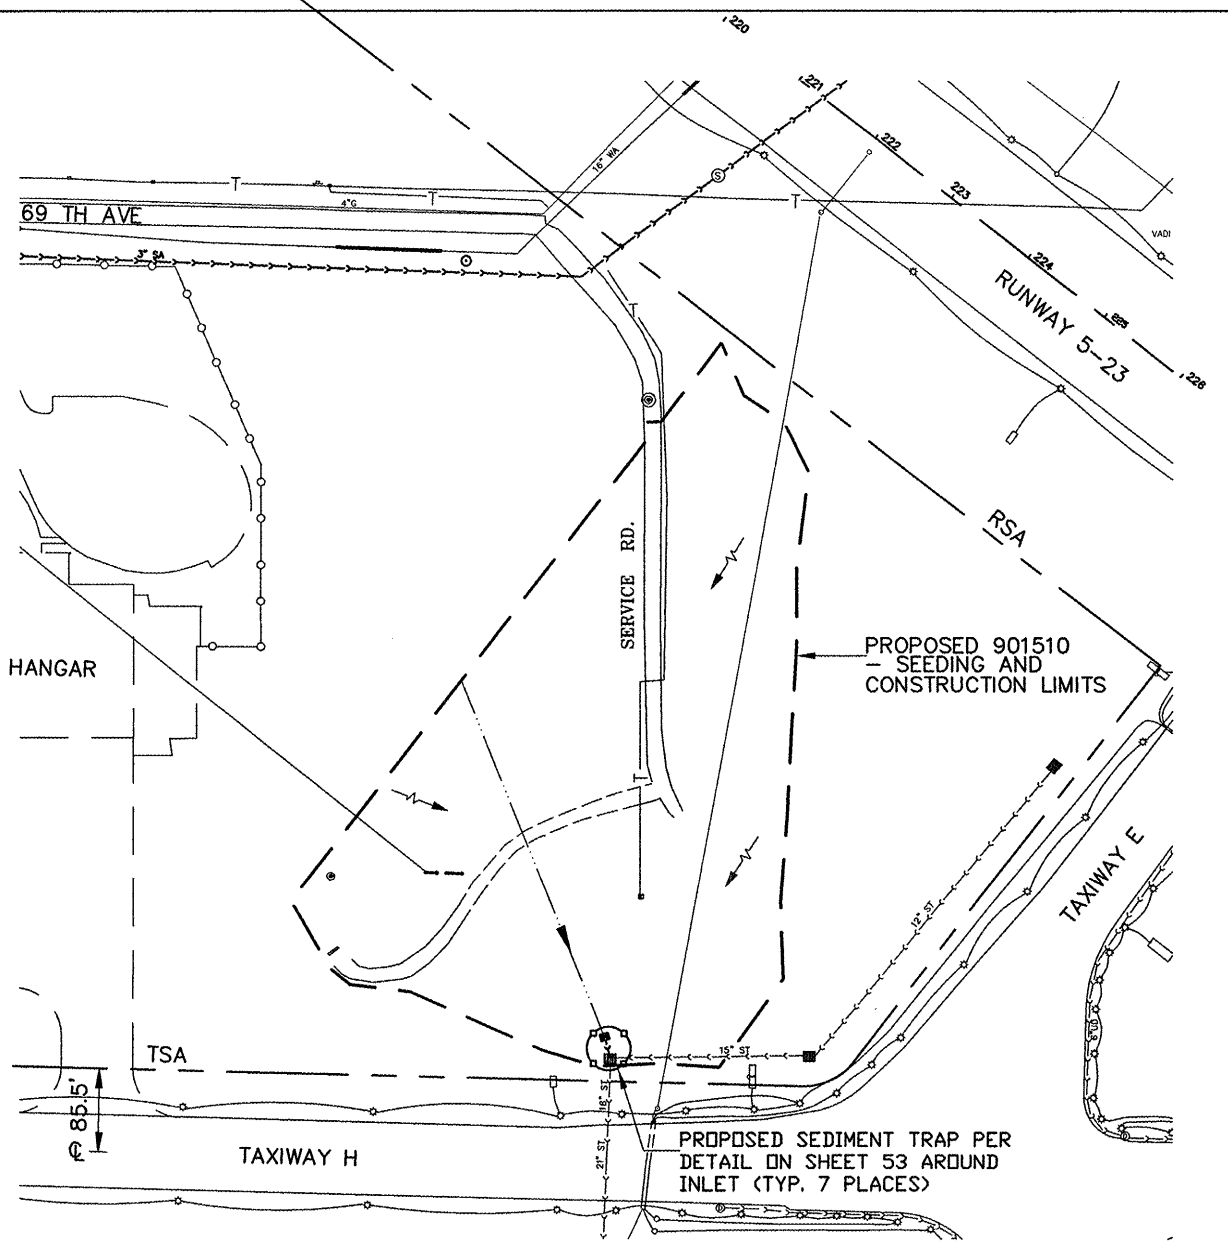 220
221
222
223
224
225
226
16" WA
S
T
T
T
4"G
69 TH AVE
3" SA
VADI
RUNWAY 5-23
T
RSA
SERVICE RD.
PROPOSED 901510
- SEEDING AND
CONSTRUCTION LIMITS
HANGAR
T
TAXIWAY E
12" ST
15" ST
TSA
85.5'
18" ST
21" ST
TAXIWAY H
PROPOSED SEDIMENT TRAP PER
DETAIL ON SHEET 53 AROUND
INLET (TYP. 7 PLACES)